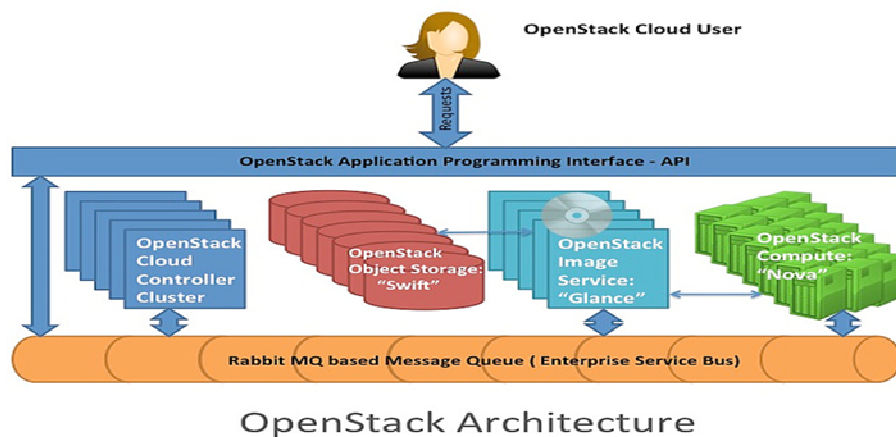 OpenStack Cloud User
Requests
OpenStack Application Programming Interface - API
OpenStack
Cloud
Controller
Cluster
OpenStack
Object Storage:
“Swift”
OpenStack
Image
Service:
“Glance”
OpenStack
Compute:
“Nova”
Rabbit MQ based Message Queue ( Enterprise Service Bus)
OpenStack Architecture